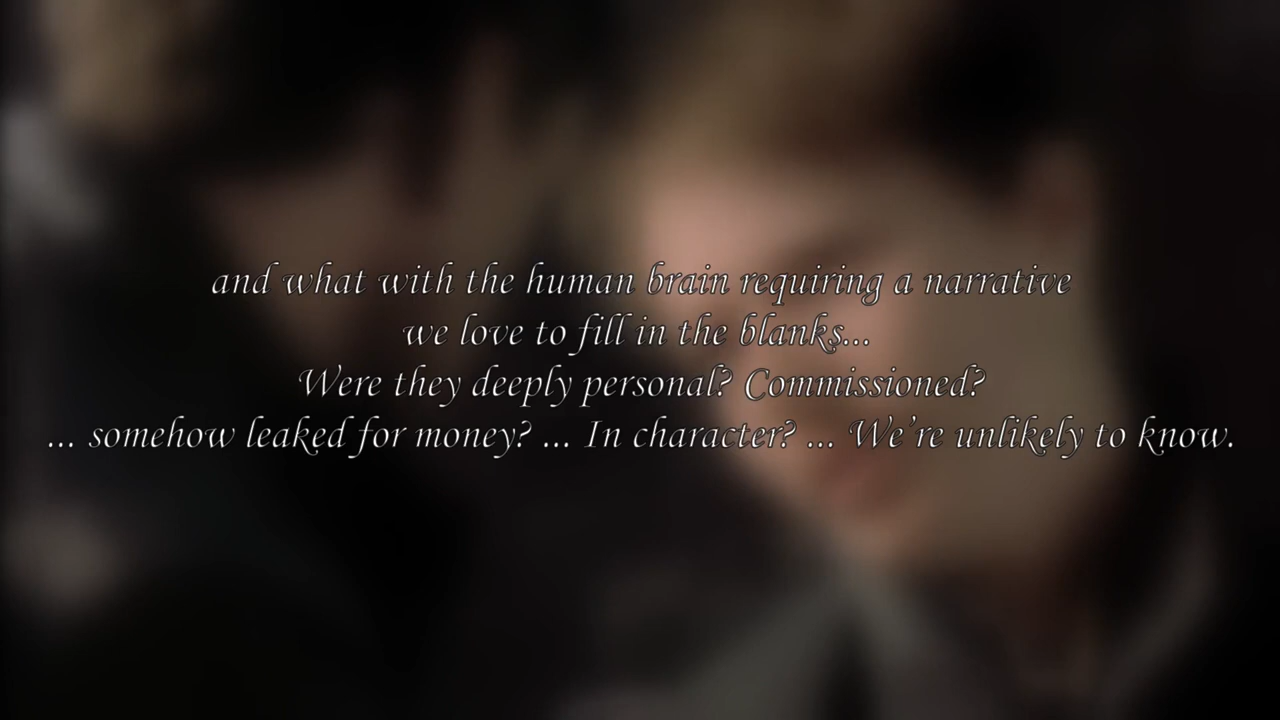 and what with the human brain requiring a narrative
we love to fill in the blanks...
Were they deeply personal? Commissioned?
... somehow leaked for money? ... In character? ... We’re unlikely to know.